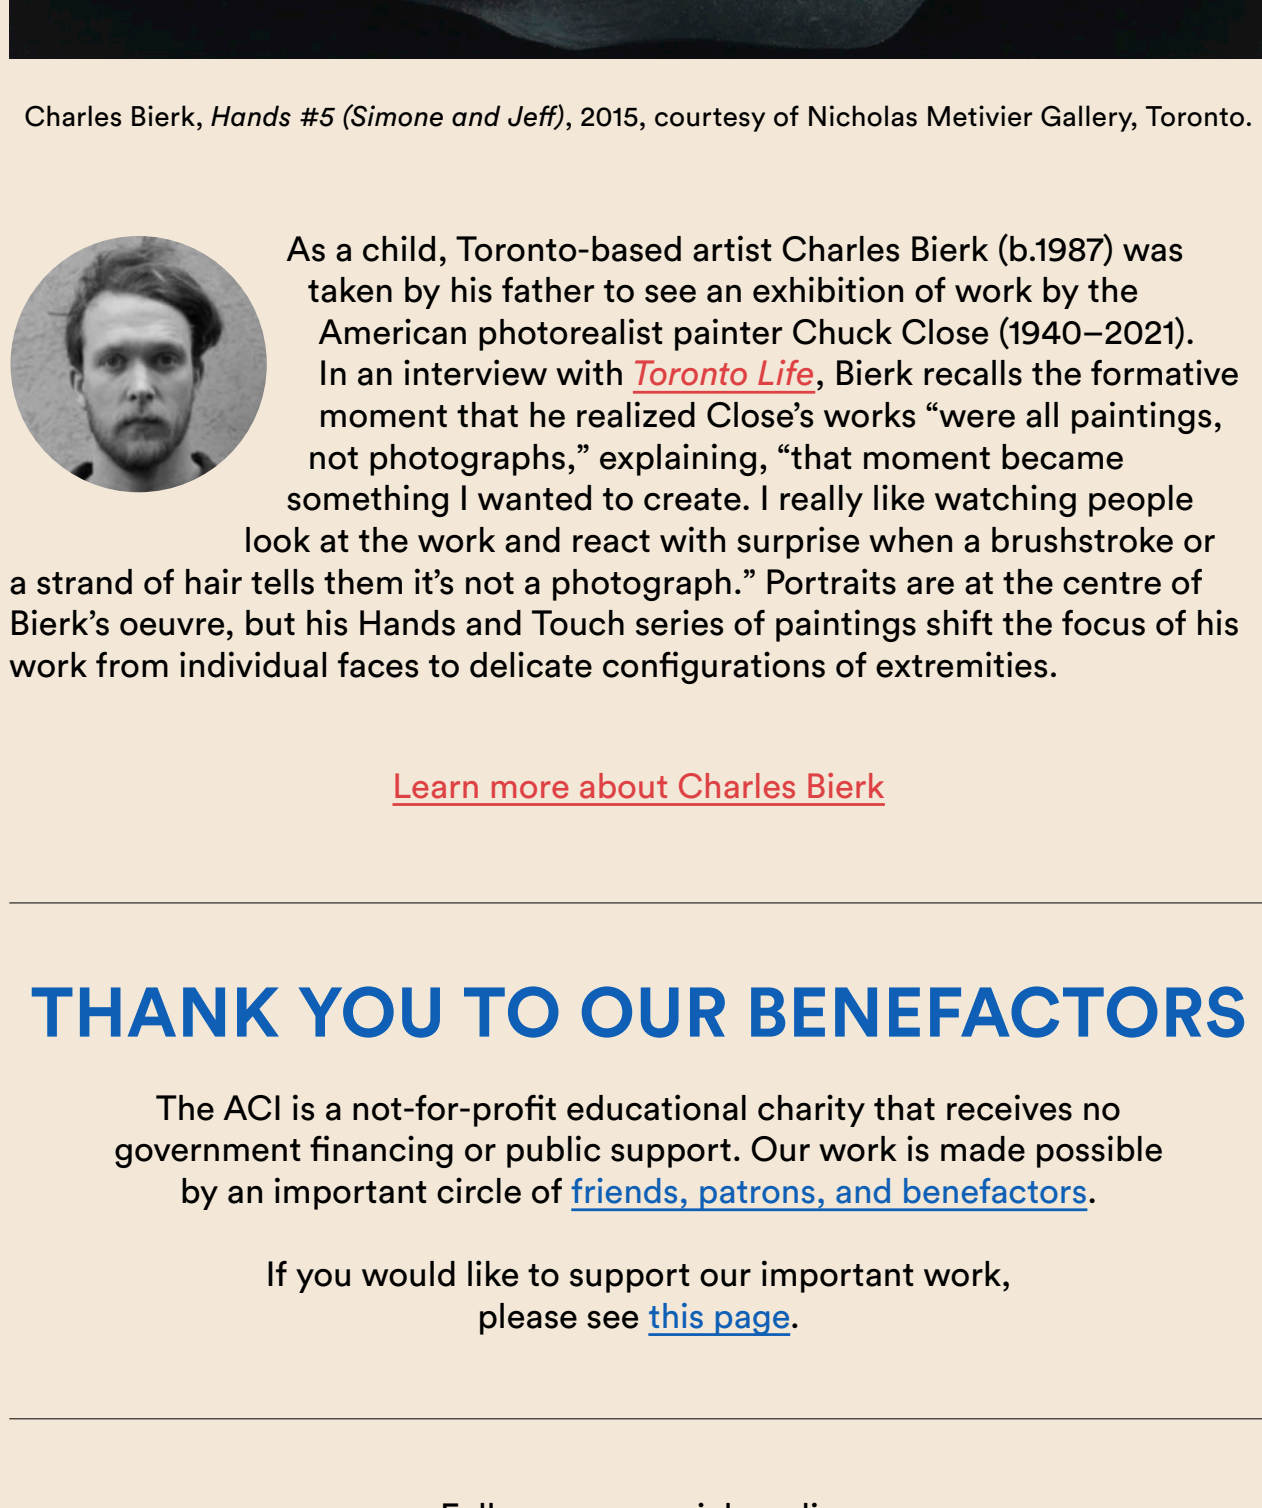 Charles Bierk, Hands #5 (Simone and Jeff), 2015, courtesy of Nicholas Metivier Gallery, Toronto.
As a child, Toronto-based artist Charles Bierk (b.1987) was
taken by his father to see an exhibition of work by the
American photorealist painter Chuck Close (1940–2021).
In an interview with Toronto Life, Bierk recalls the formative
moment that he realized Close’s works “were all paintings,
not photographs,” explaining, “that moment became
something I wanted to create. I really like watching people
look at the work and react with surprise when a brushstroke or
a strand of hair tells them it’s not a photograph.” Portraits are at the centre of
Bierk’s oeuvre, but his Hands and Touch series of paintings shift the focus of his
work from individual faces to delicate configurations of extremities.
Learn more about Charles Bierk
THANK YOU TO OUR BENEFACTORS
The ACI is a not-for-profit educational charity that receives no
government financing or public support. Our work is made possible
by an important circle of friends, patrons, and benefactors.
If you would like to support our important work,
please see this page.